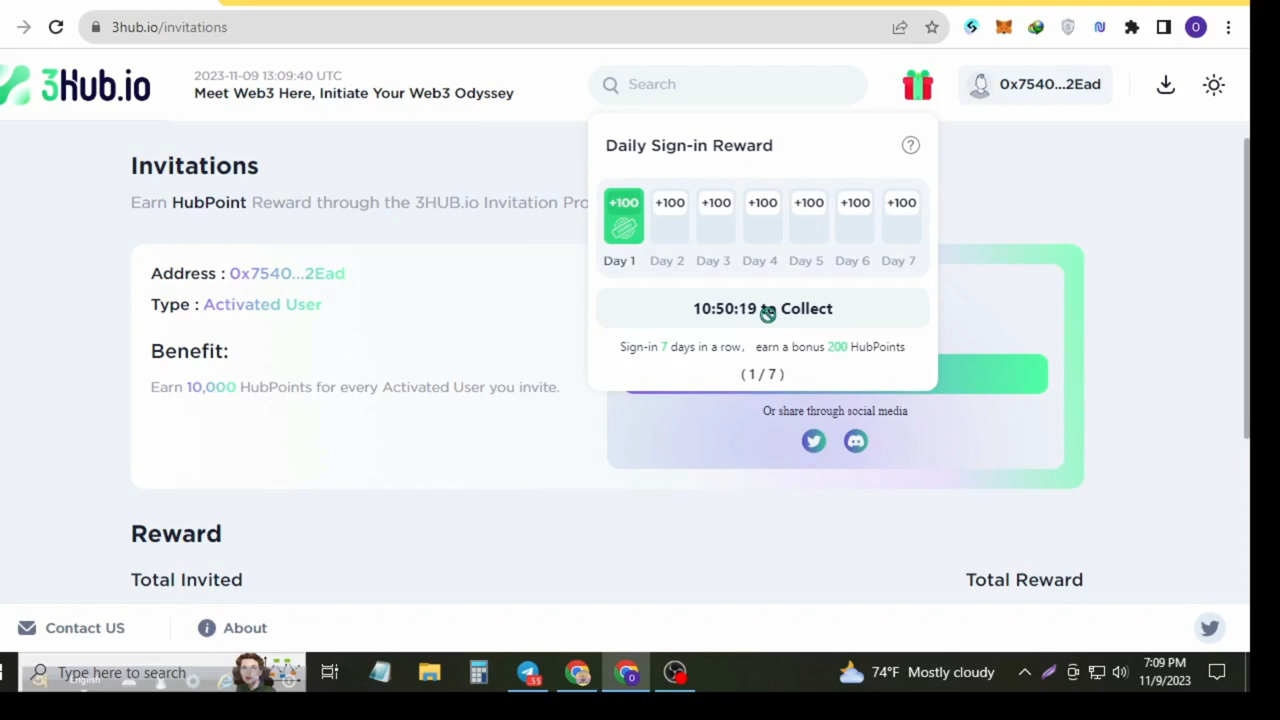 3hub.io/invitations
O
3Hub.io
2023-11-09 13:09:40 UTC
Meet Web3 Here, Initiate Your Web3 Odyssey
Search
0x7540...2Ead
Invitations
Earn HubPoint Reward through the 3HUB.io Invitation Pro
Daily Sign-in Reward
?
+100 +100 +100 +100 +100 +100 +100
Day 1 Day 2 Day 3 Day 4 Day 5 Day 6 Day 7
10:50:19 to Collect
Sign-in 7 days in a row, earn a bonus 200 HubPoints
( 1 / 7 )
Address : 0x7540...2Ead
Type : Activated User
Benefit:
Earn 10,000 HubPoints for every Activated User you invite.
Or share through social media
Reward
Total Invited
Total Reward
Contact US
About
Type here to search
English
55
O
74°F Mostly cloudy
7:09 PM
11/9/2023